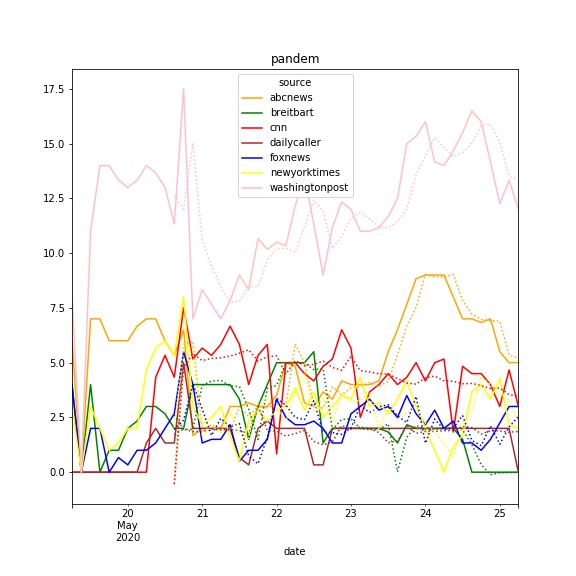 pandem
source
abcnews
breitbart
cnn
dailycaller
foxnews
newyorktimes
washingtonpost
17.5
15.0
12.5
10.0
7.5
5.0
2.5
0.0
20 21 22 23 24 25
May
2020
date